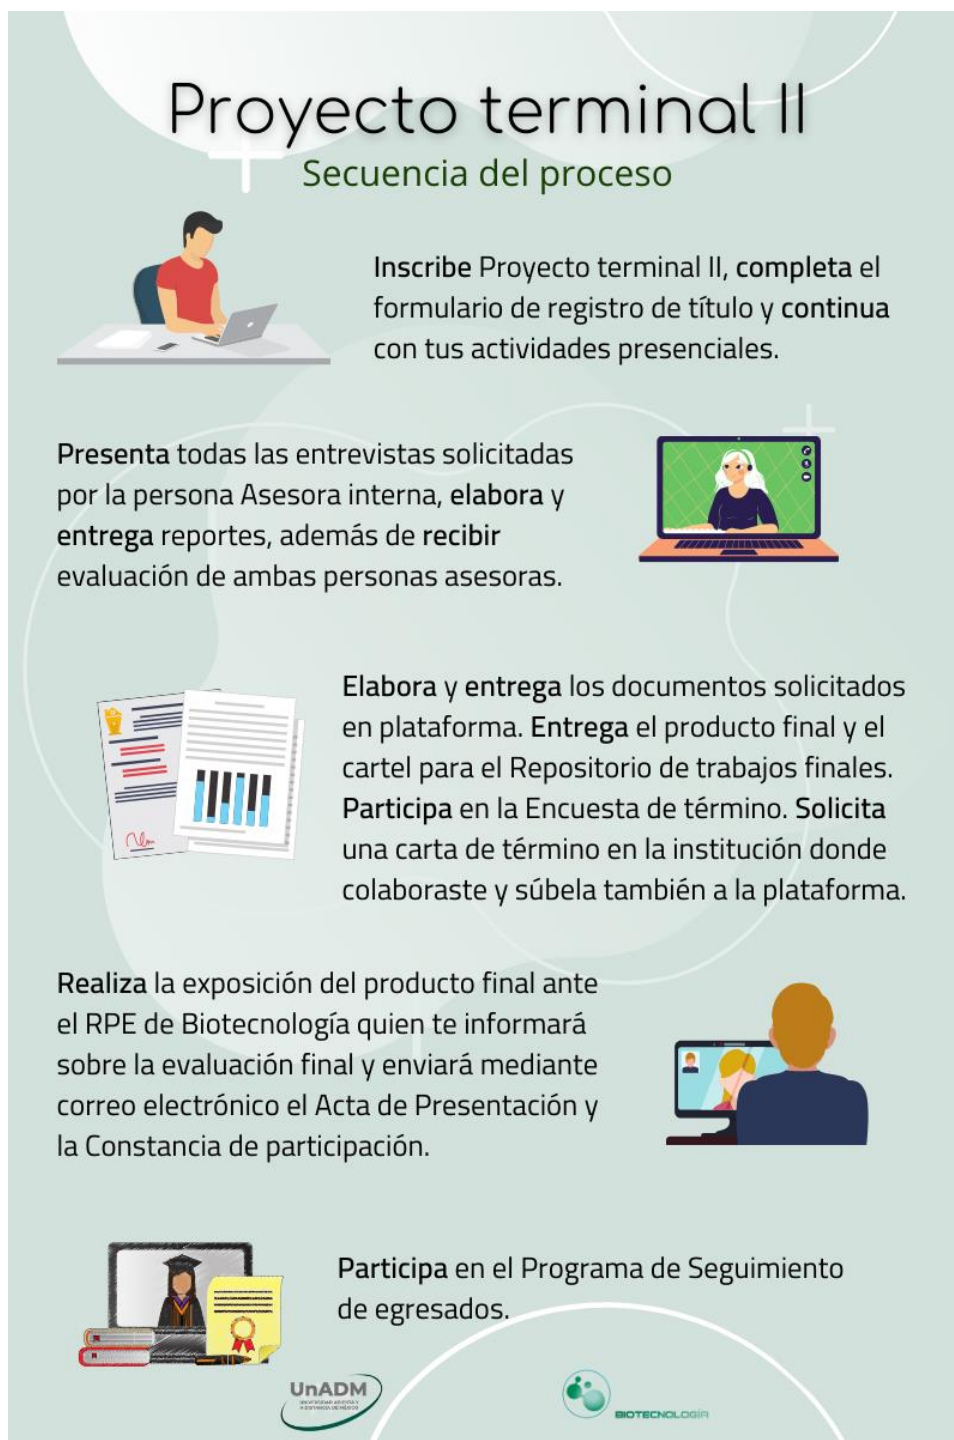 Proyecto terminal II
Secuencia del proceso
Inscribe Proyecto terminal II, completa el
formulario de registro de título y continua
con tus actividades presenciales.
Presenta todas las entrevistas solicitadas
por la persona Asesora interna, elabora y
entrega reportes, además de recibir
evaluación de ambas personas asesoras.
Elabora y entrega los documentos solicitados
en plataforma. Entrega el producto final y el
cartel para el Repositorio de trabajos finales.
Participa en la Encuesta de término. Solicita
una carta de término en la institución donde
colaboraste y súbela también a la plataforma.
Realiza la exposición del producto final ante
el RPE de Biotecnología quien te informará
sobre la evaluación final y enviará mediante
correo electrónico el Acta de Presentación y
la Constancia de participación.
Participa en el Programa de Seguimiento
de egresados.
UnADM
UNIVERSIDAD ABIERTA Y
A DISTANCIA DE MÉXICO
BIOTECNOLOGÍA